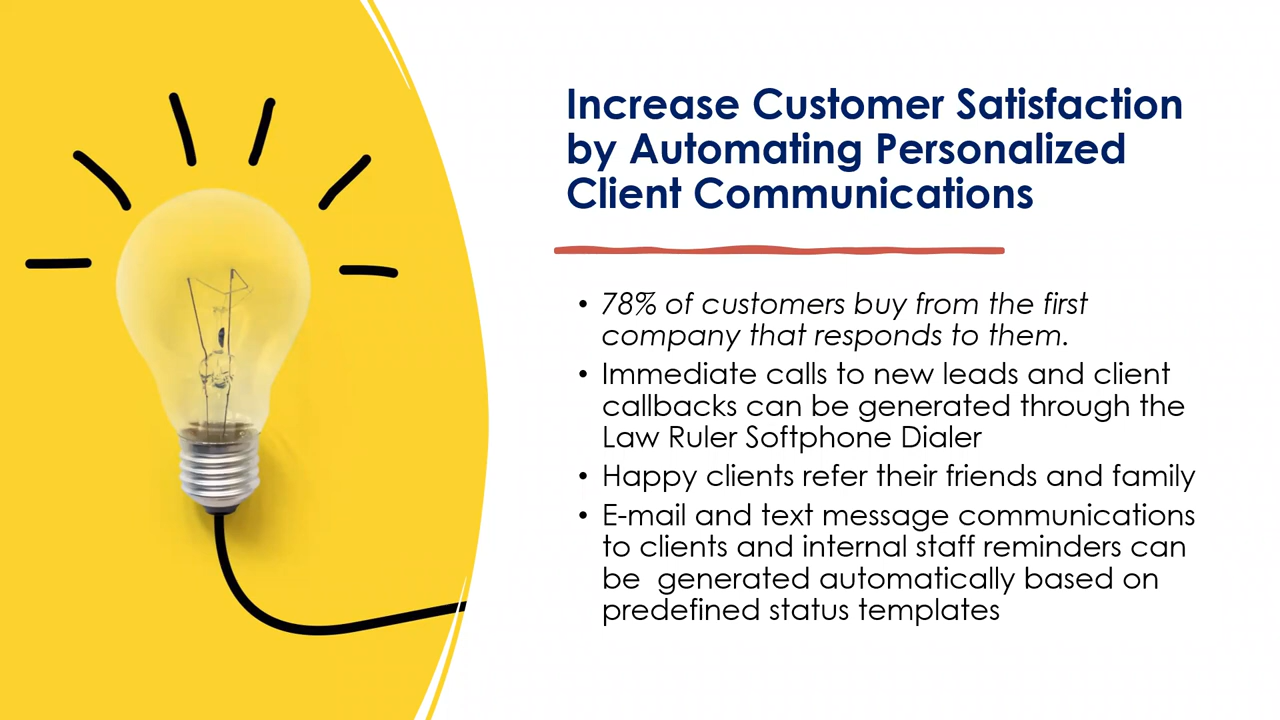 Increase Customer Satisfaction
by Automating Personalized
Client Communications
• 78% of customers buy from the first
company that responds to them.
• Immediate calls to new leads and client
callbacks can be generated through the
Law Ruler Softphone Dialer
• Happy clients refer their friends and family
• E-mail and text message communications
to clients and internal staff reminders can
be  generated automatically based on
predefined status templates